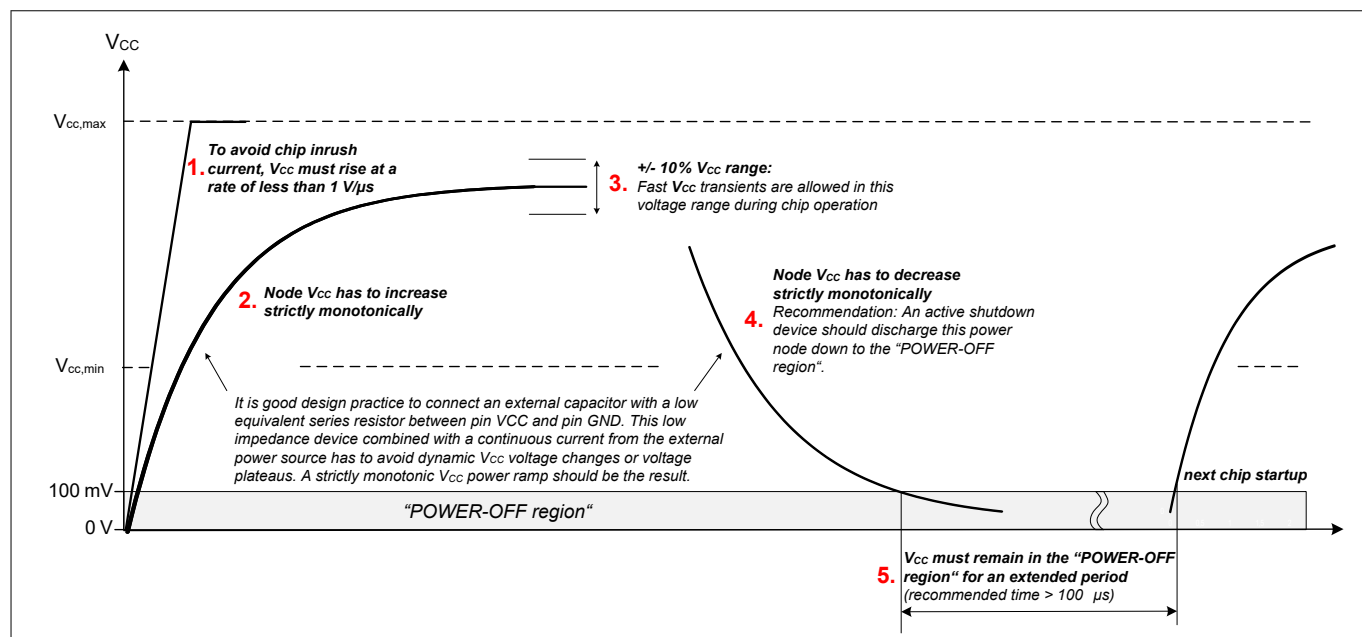 VCC
Vcc,max
1.
To avoid chip inrush
current, VCC must rise at a
rate of less than 1 V/µs
+/- 10% VCC range:
3.
Fast VCC transients are allowed in this
voltage range during chip operation
2.
Node VCC has to increase
strictly monotonically
4.
Node VCC has to decrease
strictly monotonically
Recommendation: An active shutdown
device should discharge this power
node down to the “POWER-OFF
region“.
Vcc,min
It is good design practice to connect an external capacitor with a low
equivalent series resistor between pin VCC and pin GND. This low
impedance device combined with a continuous current from the external
power source has to avoid dynamic VCC voltage changes or voltage
plateaus. A strictly monotonic VCC power ramp should be the result.
next chip startup
100 mV
“POWER-OFF region“
0 V
5.
VCC must remain in the “POWER-OFF
region“ for an extended period
(recommended time > 100 µs)